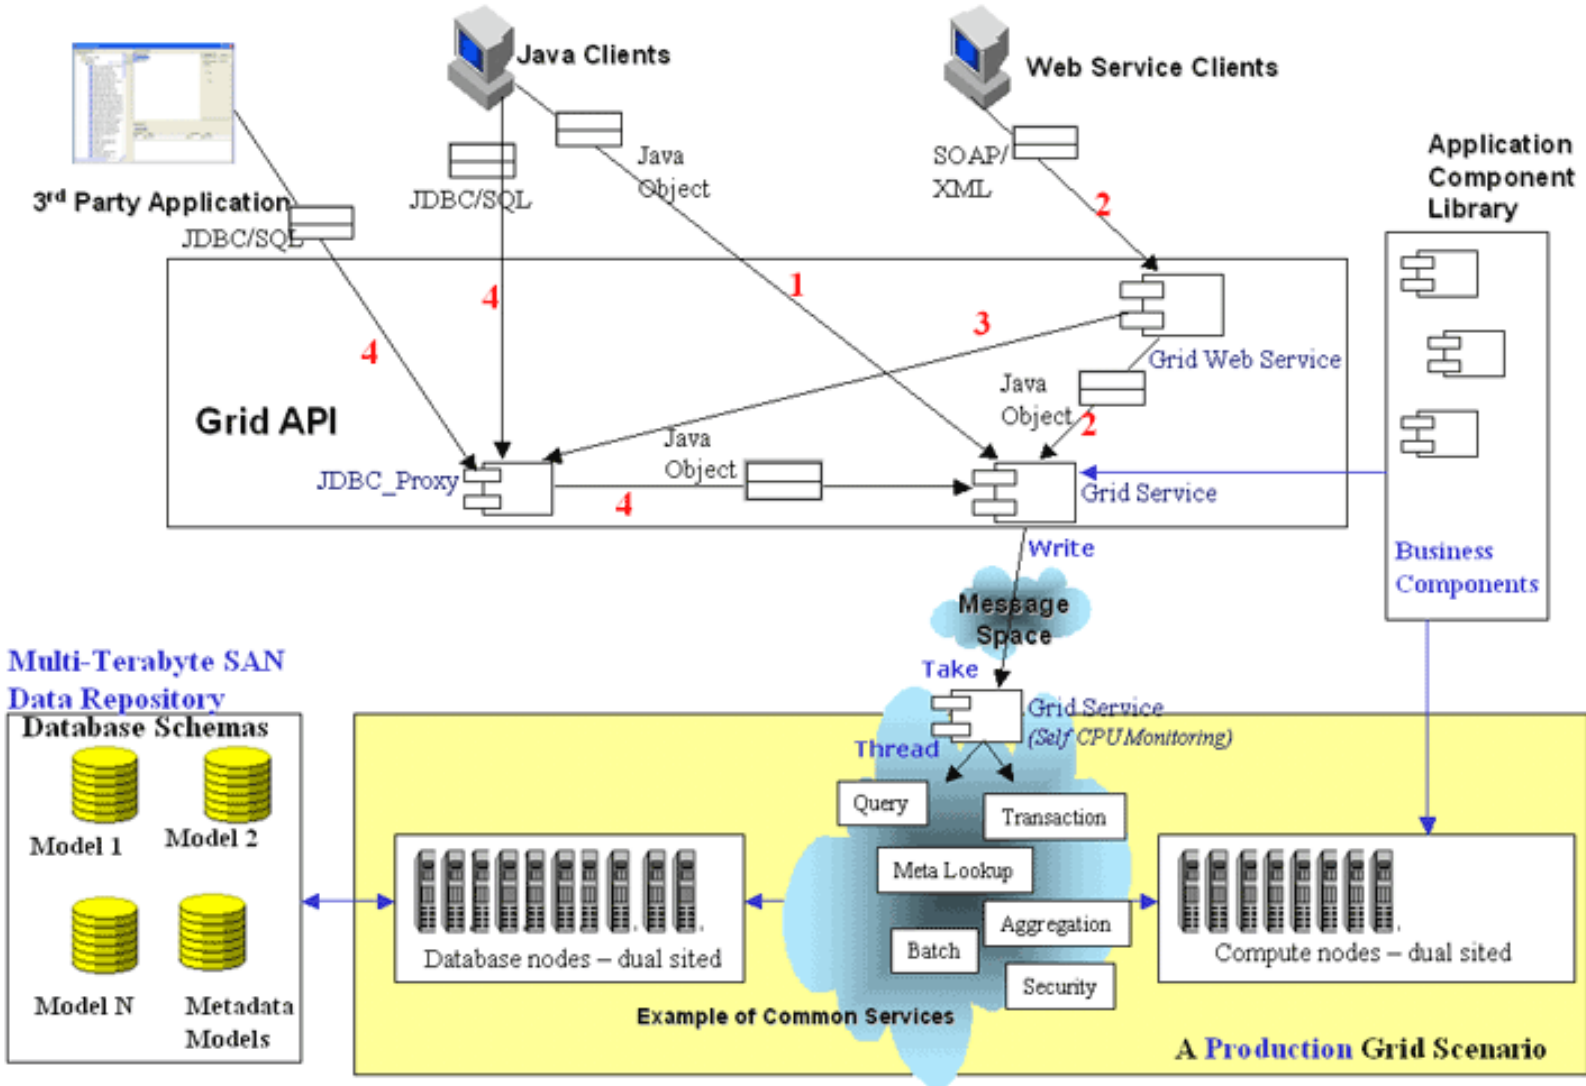 Java Clients
Web Service Clients
Application
Component
Library
3rd Party Application
JDBC/SQL
JDBC/SQL
Java
Object
SOAP/
XML
2
1
4
4
3
Grid Web Service
Java
Object
2
Grid API
JDBC_Proxy
Java
Object
4
Grid Service
Write
Business
Components
Message
Space
Take
Multi-Terabyte SAN
Data Repository
Database Schemas
Model 1
Model 2
Model N
Metadata
Models
Grid Service
(Self CPU Monitoring)
Thread
Query
Transaction
Meta Lookup
Aggregation
Batch
Security
Database nodes – dual sited
Compute nodes – dual sited
Example of Common Services
A Production Grid Scenario